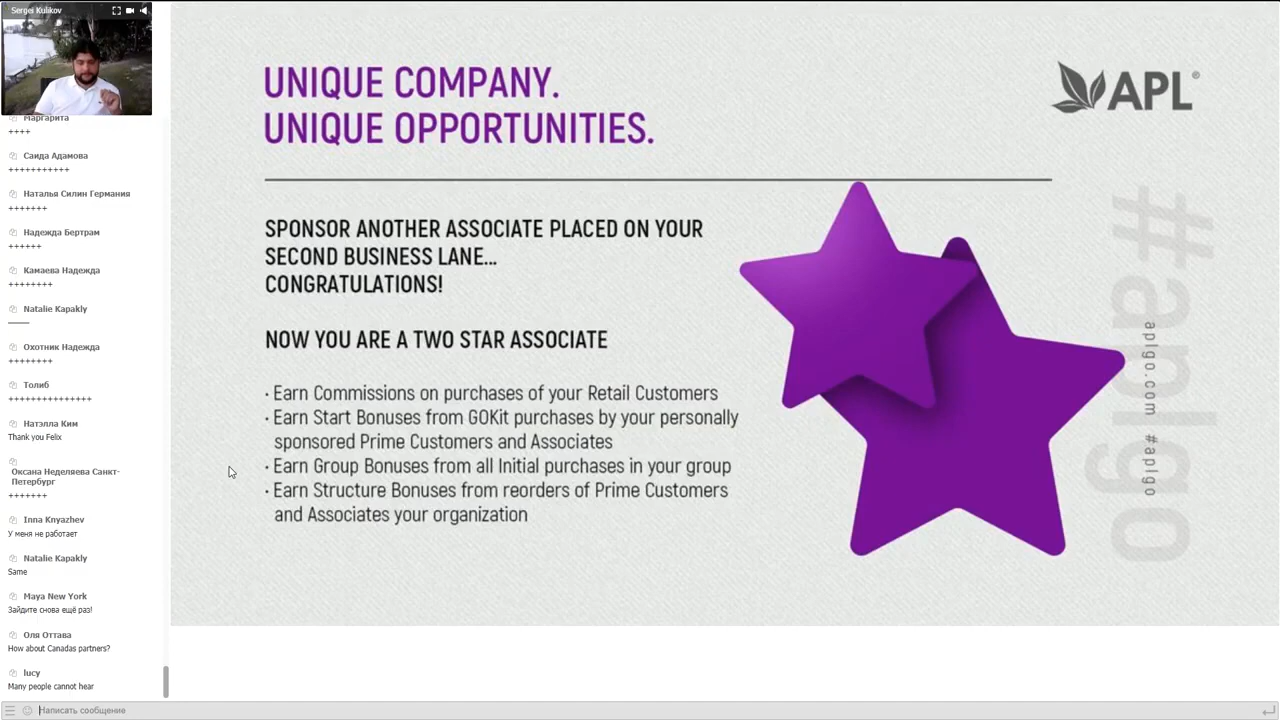 Sergei Kulikov
Маргарита
++++
Саида Адамова
+++++++++++
Наталья Силин Германия
+++++++
Надежда Бертрам
++++++
Камаева Надежда
++++++++
Natalie Kapakly
Охотник Надежда
++++++++
Толиб
+++++++++++++++
Натэлла Ким
Thank you Felix
Оксана Неделяева Санкт-
Петербург
+++++++
Inna Knyazhev
У меня не работает
Natalie Kapakly
Same
Maya New York
Зайдите снова ещё раз!
Оля Оттава
How about Canadas partners?
lucy
Many people cannot hear
Написать сообщение
UNIQUE COMPANY.
UNIQUE OPPORTUNITIES.
APL®
SPONSOR ANOTHER ASSOCIATE PLACED ON YOUR
SECOND BUSINESS LANE...
CONGRATULATIONS!
NOW YOU ARE A TWO STAR ASSOCIATE
· Earn Commissions on purchases of your Retail Customers
· Earn Start Bonuses from GOKit purchases by your personally
sponsored Prime Customers and Associates
· Earn Group Bonuses from all Initial purchases in your group
· Earn Structure Bonuses from reorders of Prime Customers
and Associates your organization
#aplgo
aplgo.com #aplgo